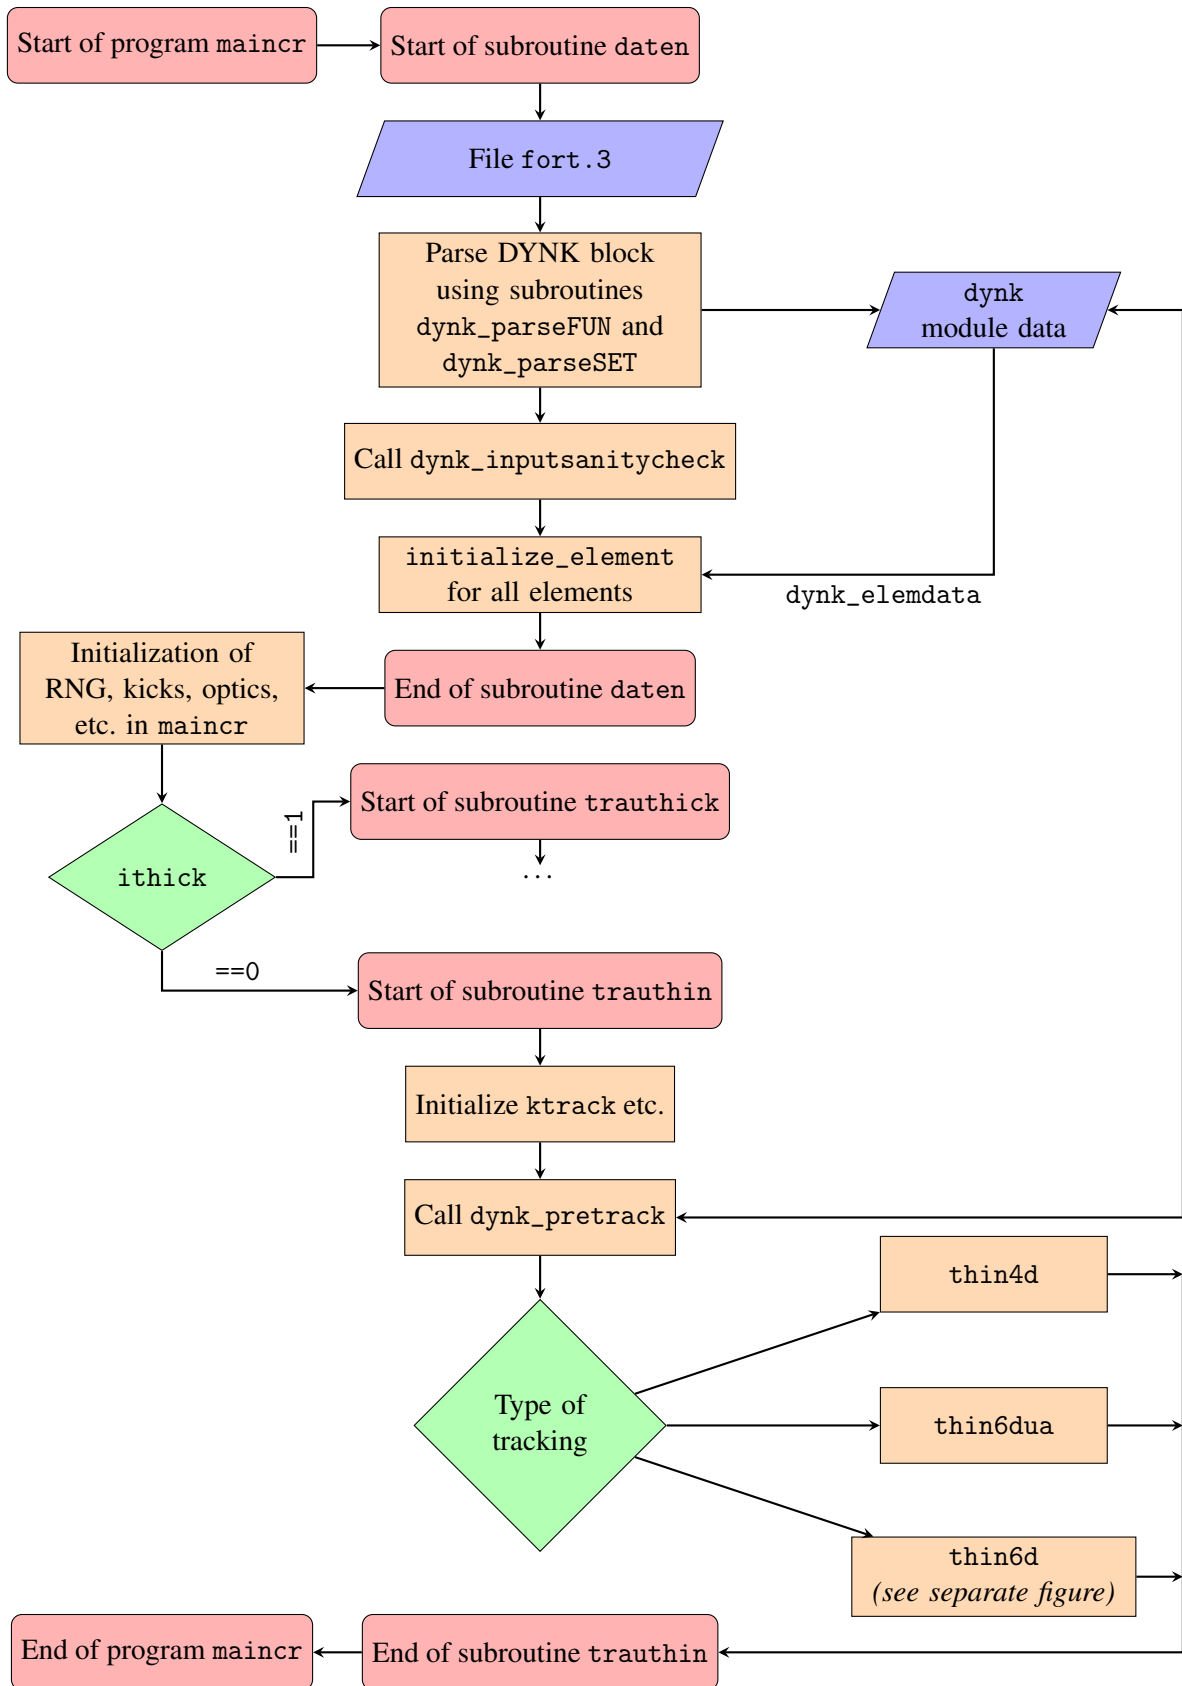 Start of program maincr
Start of subroutine daten
File fort.3
Parse DYNK block
using subroutines
dynk_parseFUN and
dynk_parseSET
dynk
module data
Call dynk_inputsanitycheck
initialize_element
for all elements
dynk_elemdata
Initialization of
RNG, kicks, optics,
etc. in maincr
End of subroutine daten
Start of subroutine trauthick
==1
ithick
...
==0
Start of subroutine trauthin
Initialize ktrack etc.
Call dynk_pretrack
thin4d
Type of
tracking
thin6dua
thin6d
(see separate figure)
End of program maincr
End of subroutine trauthin